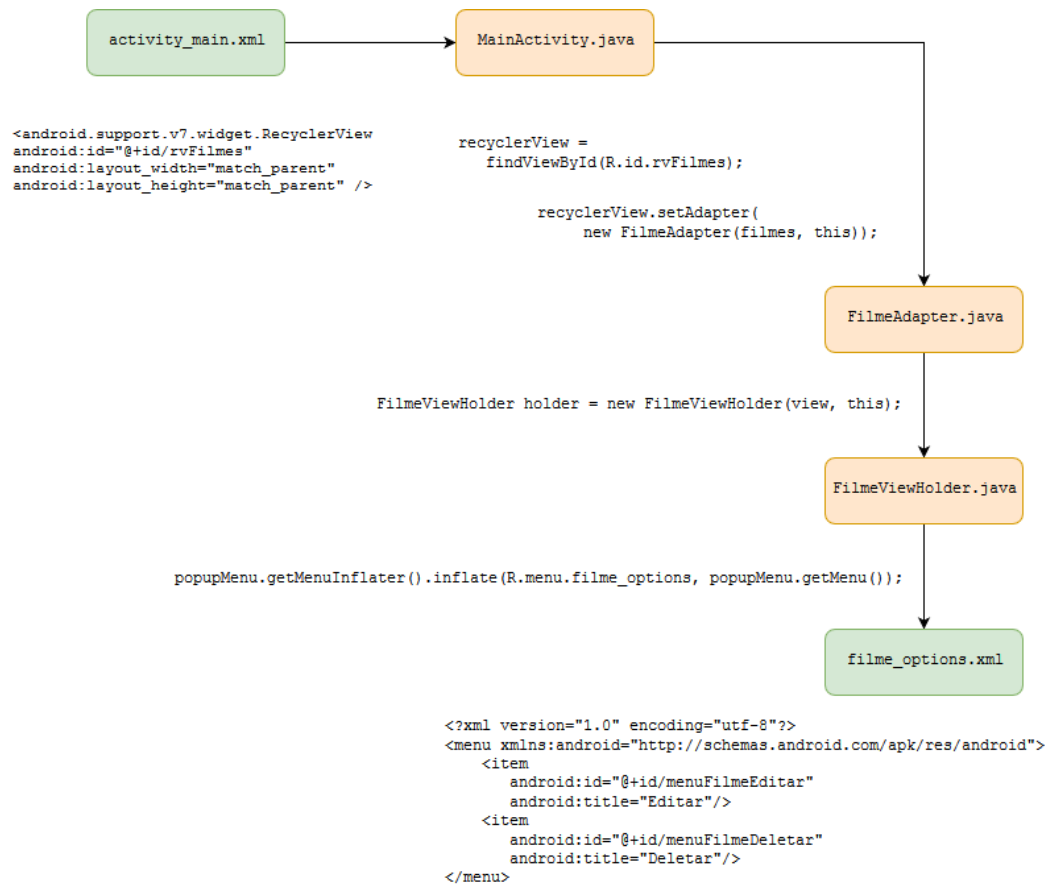 activity_main.xml
MainActivity.java
<android.support.v7.widget.RecyclerView
android:id="@+id/rvFilmes"
android:layout_width="match_parent"
android:layout_height="match_parent" />
recyclerView =
findViewById(R.id.rvFilmes);
recyclerView.setAdapter(
new FilmeAdapter(filmes, this));
FilmeAdapter.java
FilmeViewHolder holder = new FilmeViewHolder(view, this);
FilmeViewHolder.java
popupMenu.getMenuInflater().inflate(R.menu.filme_options, popupMenu.getMenu());
filme_options.xml
<?xml version="1.0" encoding="utf-8"?>
<menu xmlns:android="http://schemas.android.com/apk/res/android">
<item
android:id="@+id/menuFilmeEditar"
android:title="Editar"/>
<item
android:id="@+id/menuFilmeDeletar"
android:title="Deletar"/>
</menu>